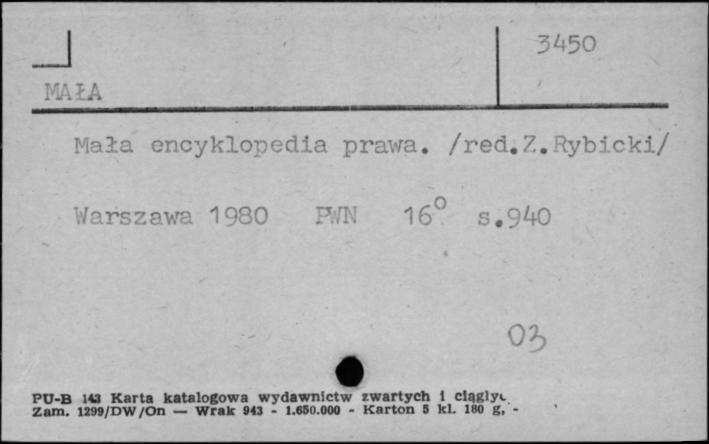 3450
MAŁA
Mała encyklopedia prawa. /red.Z.Rybicki/
Warszawa 1980 PWN 16° s.940
03
PU-B 143 Karta katalogowa wydawnictw zwartych i
Zam. 1299/DW/On — Wrak 943 - 1.650.000 - Karton 5 kl. 180 g, -